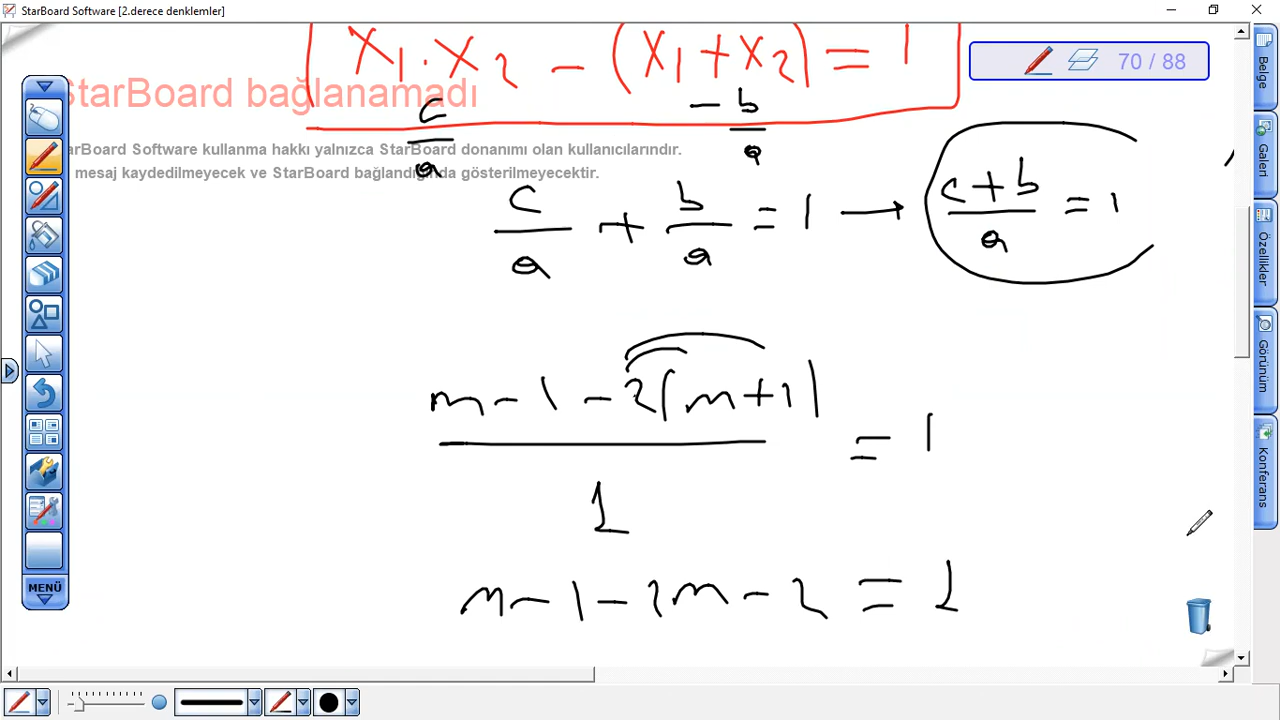 StarBoard Software [2.derece denklemler]
x₁.x₂ - (x₁+x₂) = 1
70 / 88
StarBoard bağlanamadı
StarBoard Software kullanma hakkı yalnızca StarBoard donanımı olan kullanıcılarındır.
mesaj kaydedilmeyecek ve StarBoard bağlandığında gösterilmeyecektir.
c/a
-b/a
c/a + b/a = 1 → (c+b)/a = 1
(m-1-2(m+1))/1 = 1
m-1-2m-2 = 1
MENÜ
Belge
Galeri
Özellikler
Görünüm
Konferans